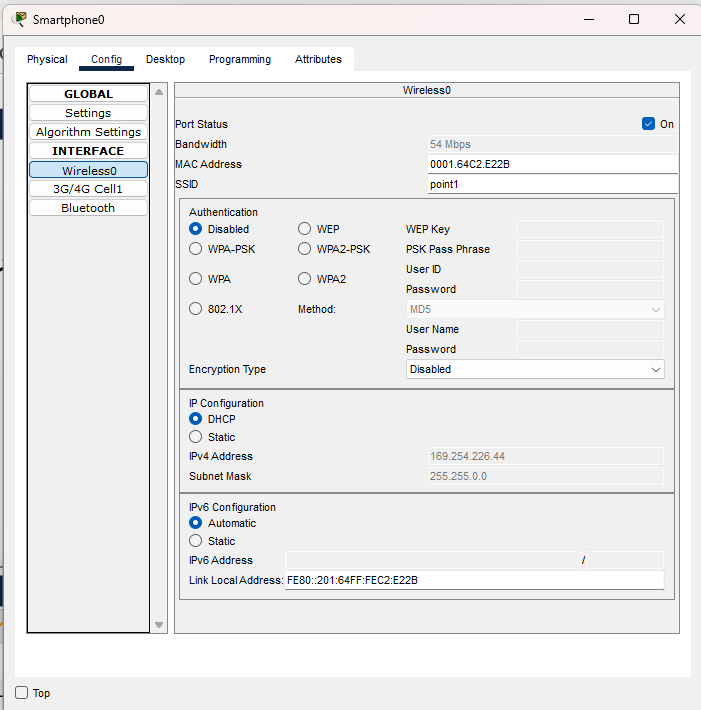 Smartphone0
Physical Config Desktop Programming Attributes
GLOBAL
Settings
Algorithm Settings
INTERFACE
Wireless0
3G/4G Cell1
Bluetooth
Wireless0
Port Status On
Bandwidth 54 Mbps
MAC Address 0001.64C2.E22B
SSID point1
Authentication
Disabled WEP WEP Key
WPA-PSK WPA2-PSK PSK Pass Phrase
User ID
WPA WPA2
Password
802.1X Method: MD5
User Name
Password
Encryption Type Disabled
IP Configuration
DHCP
Static
IPv4 Address 169.254.226.44
Subnet Mask 255.255.0.0
IPv6 Configuration
Automatic
Static
IPv6 Address /
Link Local Address: FE80::201:64FF:FEC2:E22B
Top